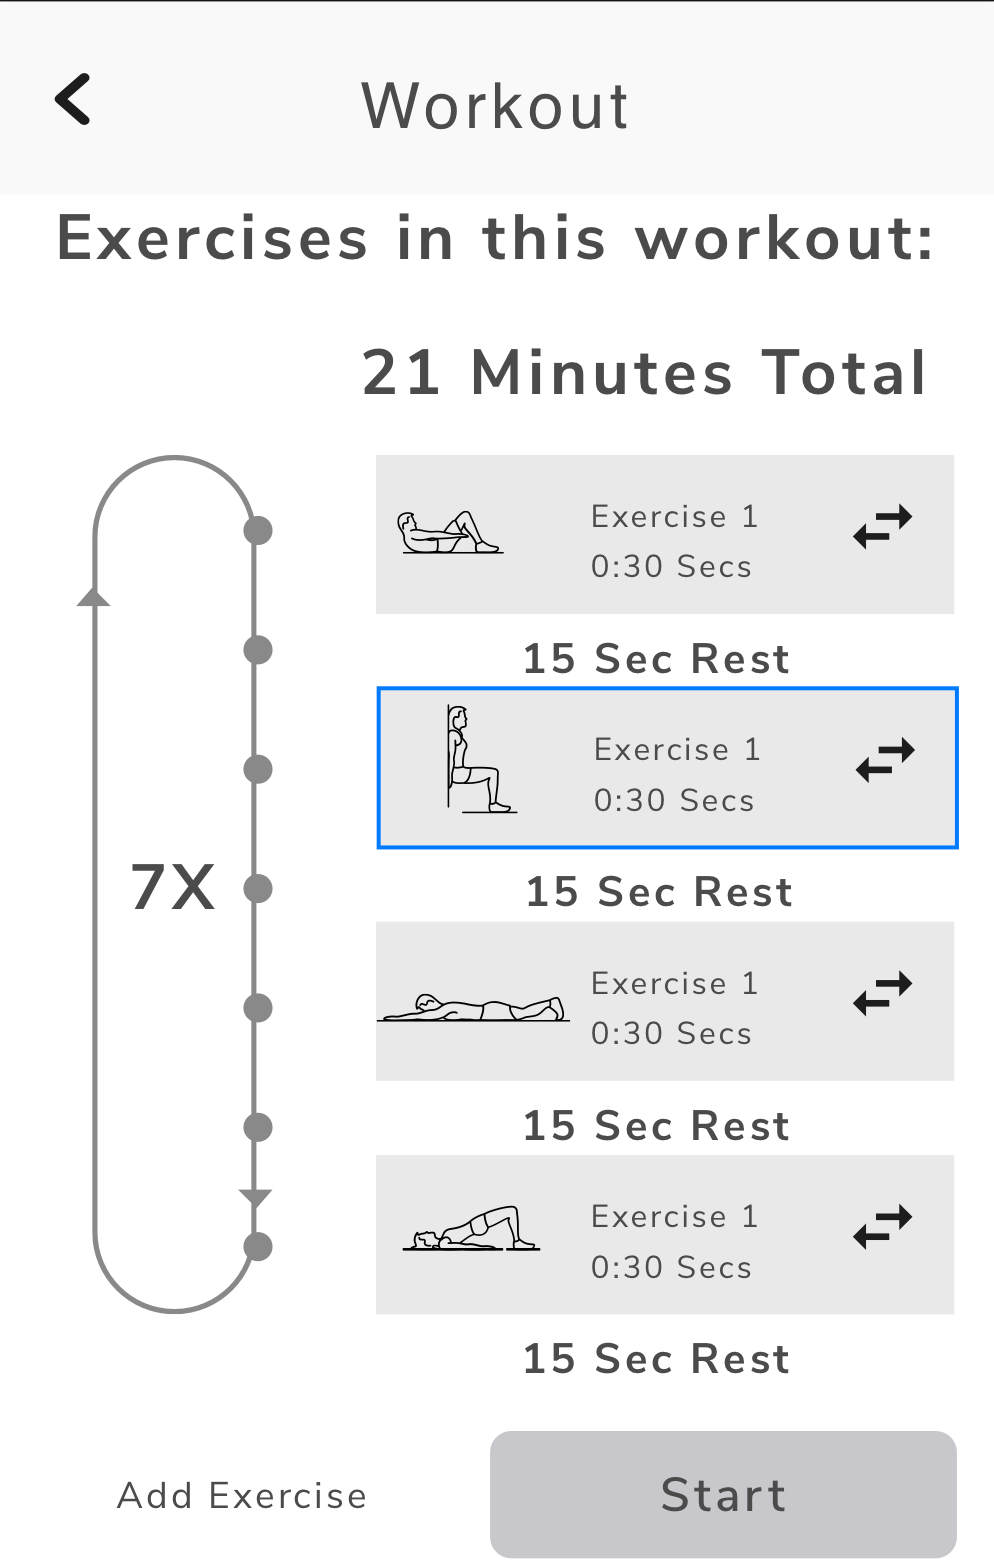 Workout
Exercises in this workout:
21 Minutes Total
Exercise 1
0:30 Secs
15 Sec Rest
Exercise 1
0:30 Secs
15 Sec Rest
7X
Exercise 1
0:30 Secs
15 Sec Rest
Exercise 1
0:30 Secs
15 Sec Rest
Add Exercise
Start